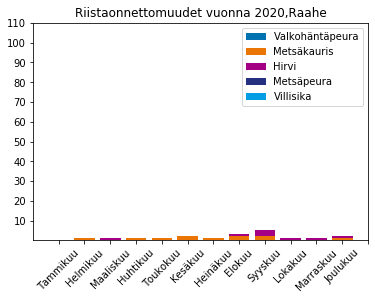 Riistaonnettomuudet vuonna 2020,Raahe
110
100
90
80
70
60
50
40
30
20
10
Valkohäntäpeura
Metsäkauris
Hirvi
Metsäpeura
Villisika
Tammikuu
Helmikuu
Maaliskuu
Huhtikuu
Toukokuu
Kesäkuu
Heinäkuu
Elokuu
Syyskuu
Lokakuu
Marraskuu
Joulukuu